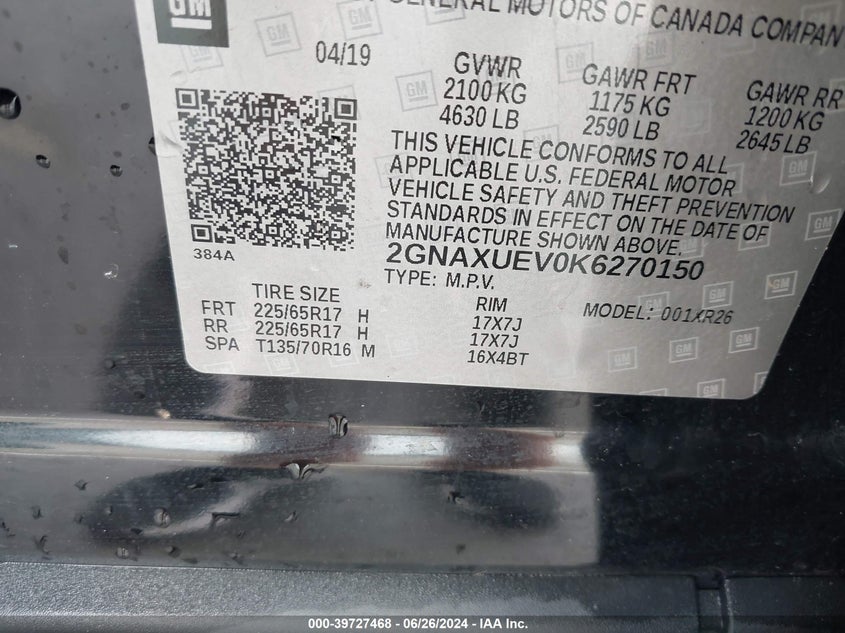 GM
GENERAL MOTORS OF CANADA COMPAN
04/19
GVWR
2100 KG
4630 LB
GAWR FRT
1175 KG
2590 LB
GAWR RR
1200 KG
2645 LB
THIS VEHICLE CONFORMS TO ALL
APPLICABLE U.S. FEDERAL MOTOR
VEHICLE SAFETY AND THEFT PREVENTION
STANDARDS IN EFFECT ON THE DATE OF
MANUFACTURE SHOWN ABOVE.
384A
2GNAXUEV0K6270150
TYPE: M.P.V.
MODEL: 001XR26
TIRE SIZE RIM
FRT 225/65R17 H 17X7J
RR 225/65R17 H 17X7J
SPA T135/70R16 M 16X4BT
000-39727468 - 06/26/2024 - IAA Inc.